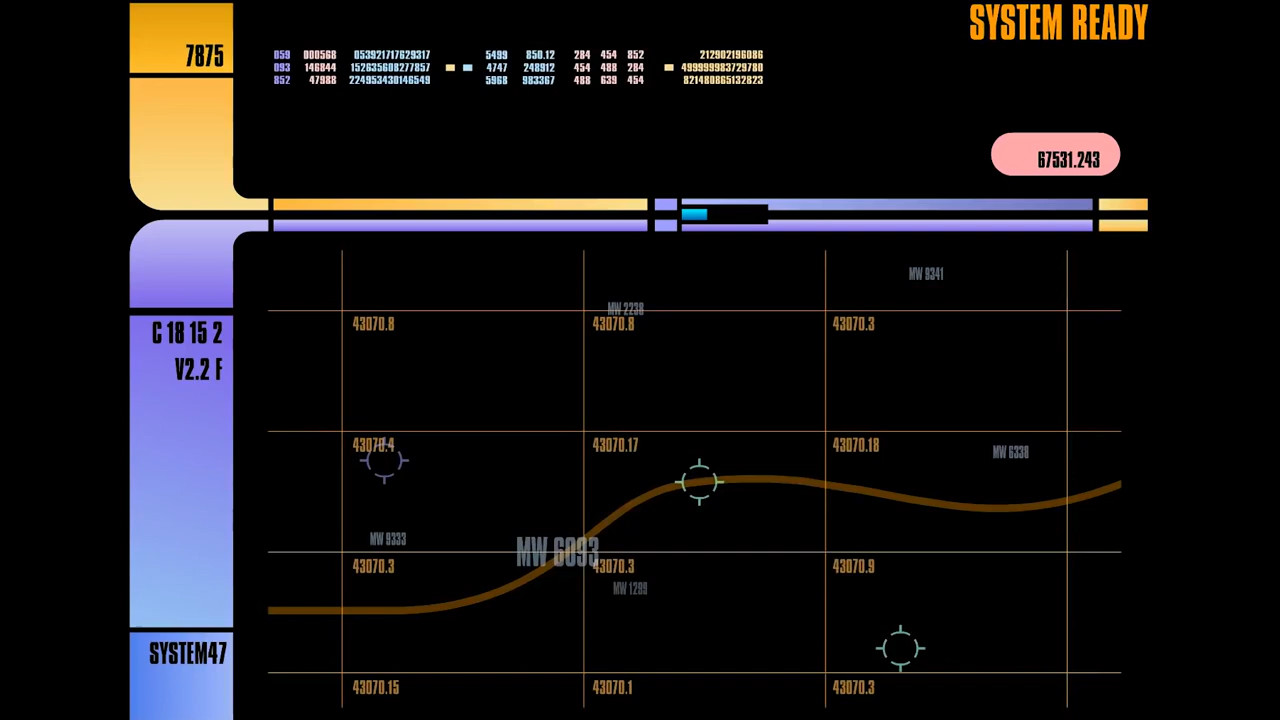 SYSTEM READY
7875
059 000568 053921717629317 5499 850.12 284 454 852 212902196086
093 146844 152635608277857 4747 248912 454 488 284 499999983729780
852 47988 224953430146549 5968 983367 488 639 454 821480865132823
67531.243
MW 9341
MW 2238
43070.8 43070.8 43070.3
C 18 15 2
V2.2 F
43070.4 43070.17 43070.18
MW 6338
MW 9333
MW 6093
43070.3 43070.3 43070.9
MW 1289
SYSTEM47
43070.15 43070.1 43070.3